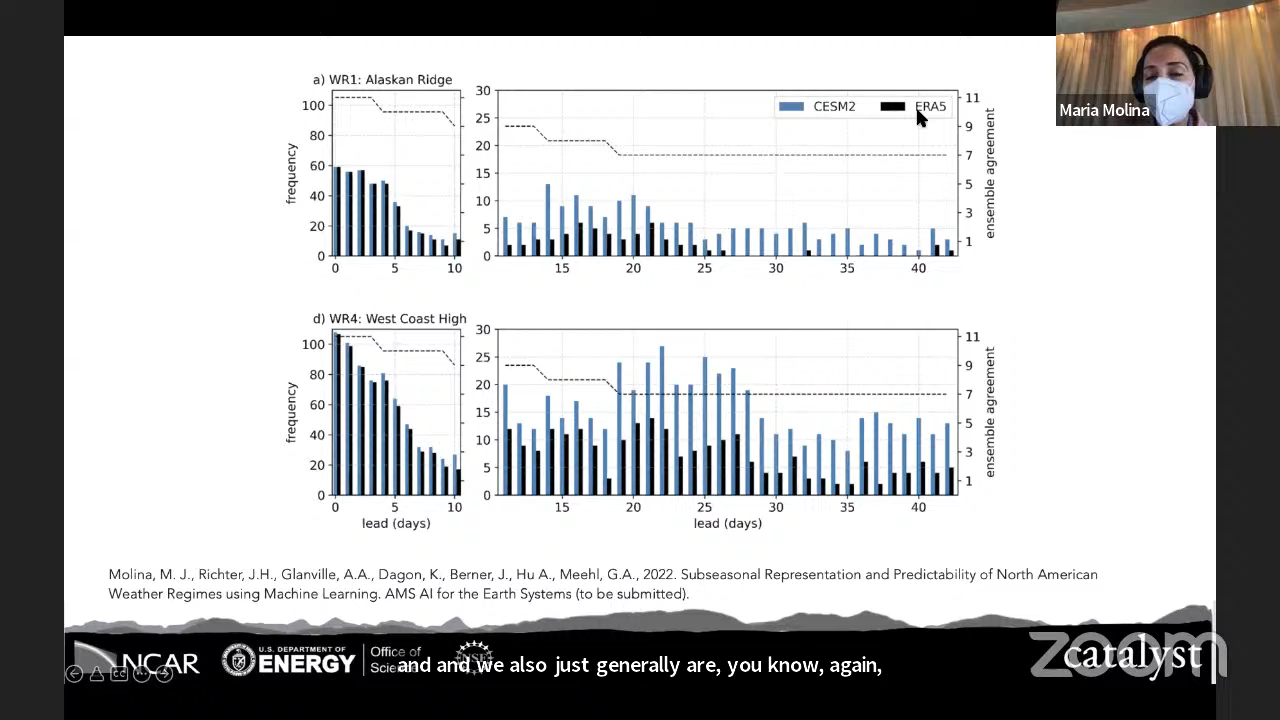 a) WR1: Alaskan Ridge
frequency
100
80
60
40
20
0
0 5 10
30
25
20
15
10
5
0
15 20 25 30 35 40
CESM2 ERA5
11
9
7
5
3
1
ensemble agreement
Maria Molina
d) WR4: West Coast High
frequency
100
80
60
40
20
0
0 5 10
lead (days)
30
25
20
15
10
5
0
15 20 25 30 35 40
lead (days)
11
9
7
5
3
1
ensemble agreement
Molina, M. J., Richter, J.H., Glanville, A.A., Dagon, K., Berner, J., Hu A., Meehl, G.A., 2022. Subseasonal Representation and Predictability of North American
Weather Regimes using Machine Learning. AMS AI for the Earth Systems (to be submitted).
NCAR
U.S. DEPARTMENT OF
ENERGY
Office of
Science
NSF
catalyst
zoom
CC
and and we also just generally are, you know, again,